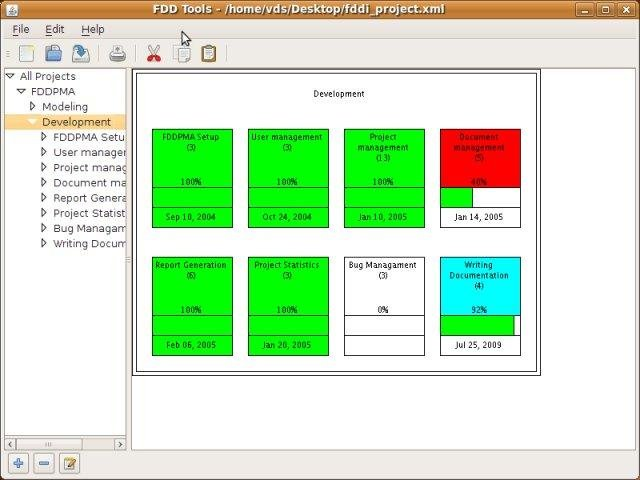 FDD Tools - /home/vds/Desktop/fddi_project.xml
File Edit Help
All Projects
FDDPMA
Modeling
Development
FDDPMA Setu
User manager
Project manag
Document ma
Report Genera
Project Statist
Bug Managam
Writing Docum
Development
FDDPMA Setup
(3)
100%
Sep 10, 2004
User management
(3)
100%
Oct 24, 2004
Project
management
(13)
100%
Jan 10, 2005
Document
management
(5)
40%
Jan 14, 2005
Report Generation
(6)
100%
Feb 06, 2005
Project Statistics
(3)
100%
Jan 20, 2005
Bug Managament
(3)
0%
Writing
Documentation
(4)
92%
Jul 25, 2009